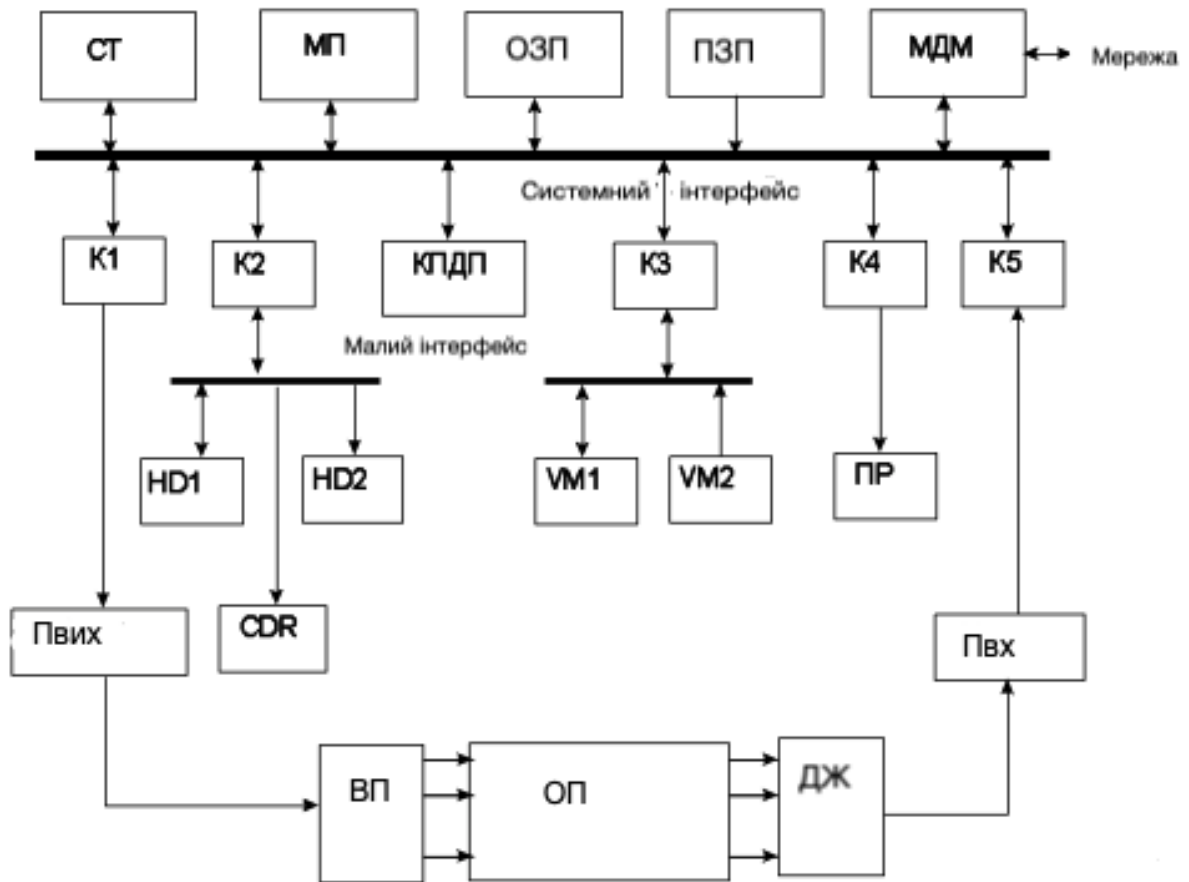 СТ
МП
ОЗП
ПЗП
МДМ
Мережа
Системний інтерфейс
К1
К2
КПДП
К3
К4
К5
Малий інтерфейс
HD1
HD2
VM1
VM2
ПР
Пвих
CDR
Пвх
ВП
ОП
ДЖ